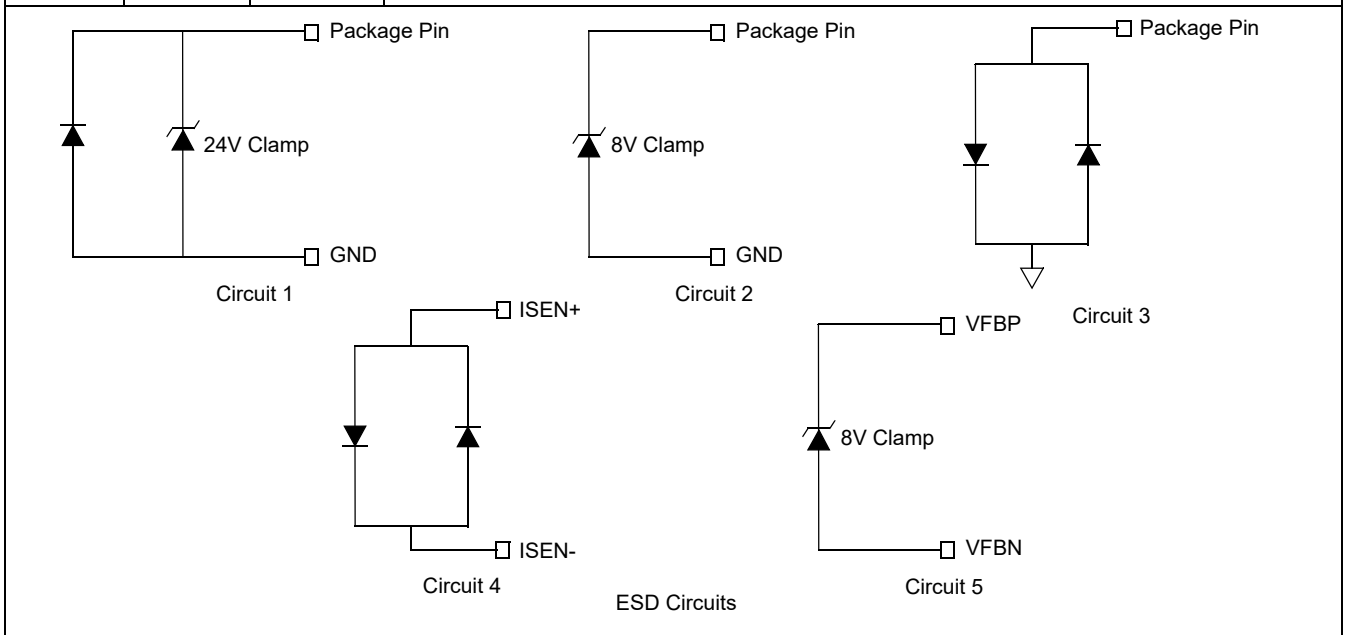 Package Pin
24V Clamp
GND
Circuit 1
Package Pin
8V Clamp
GND
Circuit 2
Package Pin
Circuit 3
ISEN+
ISEN-
Circuit 4
VFBP
8V Clamp
VFBN
Circuit 5
ESD Circuits